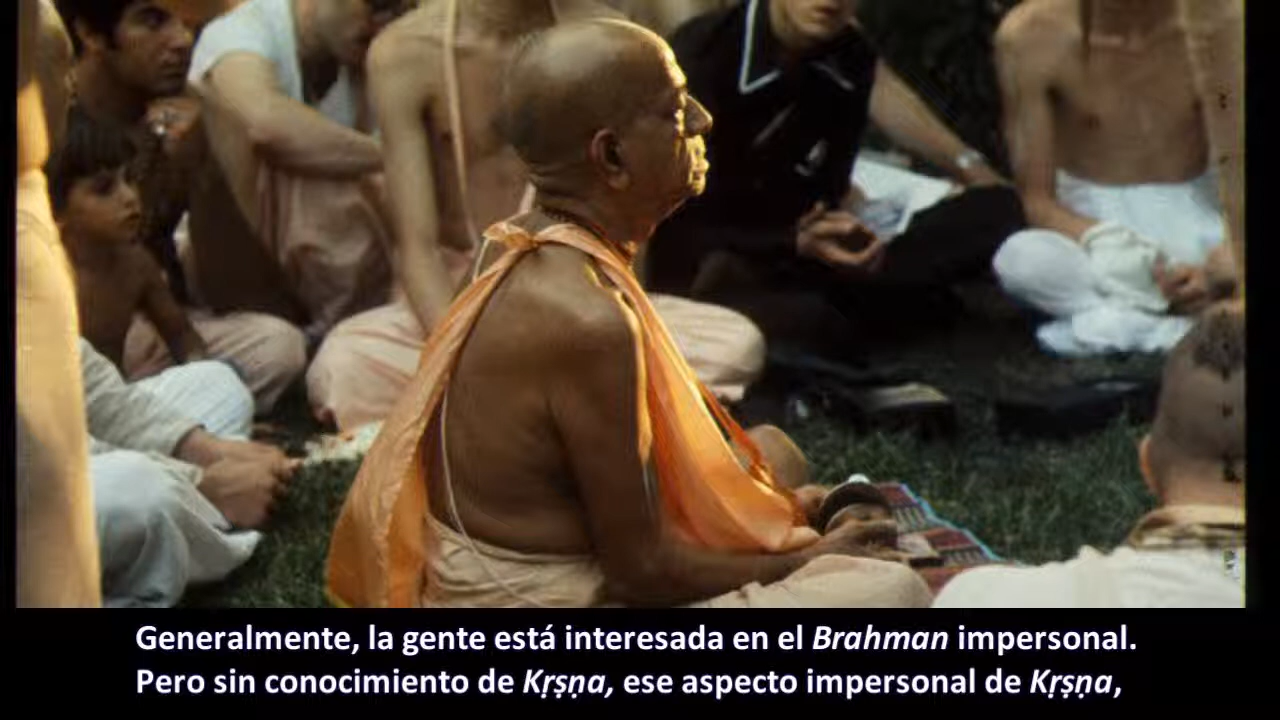 Generalmente, la gente está interesada en el Brahman impersonal.
Pero sin conocimiento de Kṛṣṇa, ese aspecto impersonal de Kṛṣṇa,